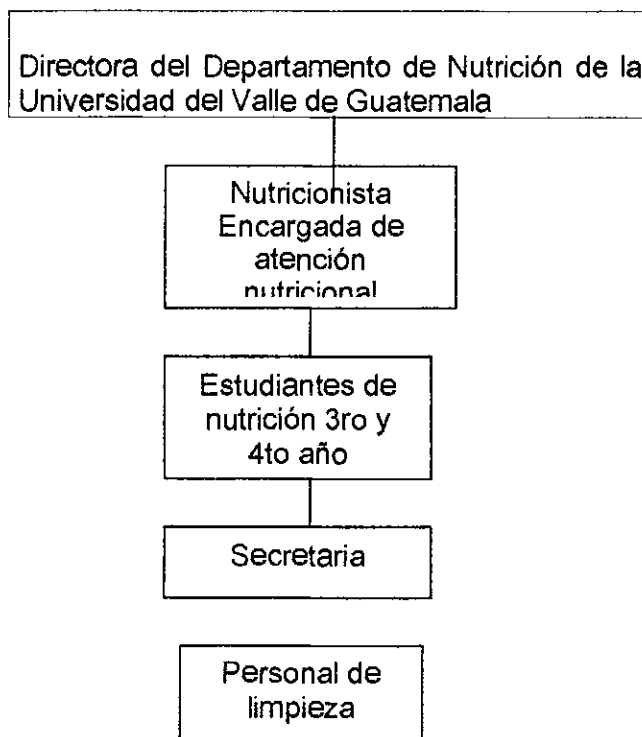 Directora del Departamento de Nutrición de la
Universidad del Valle de Guatemala
Nutricionista
Encargada de
atención
nutricional
Estudiantes de
nutrición 3ro y
4to año
Secretaria
Personal de
limpieza